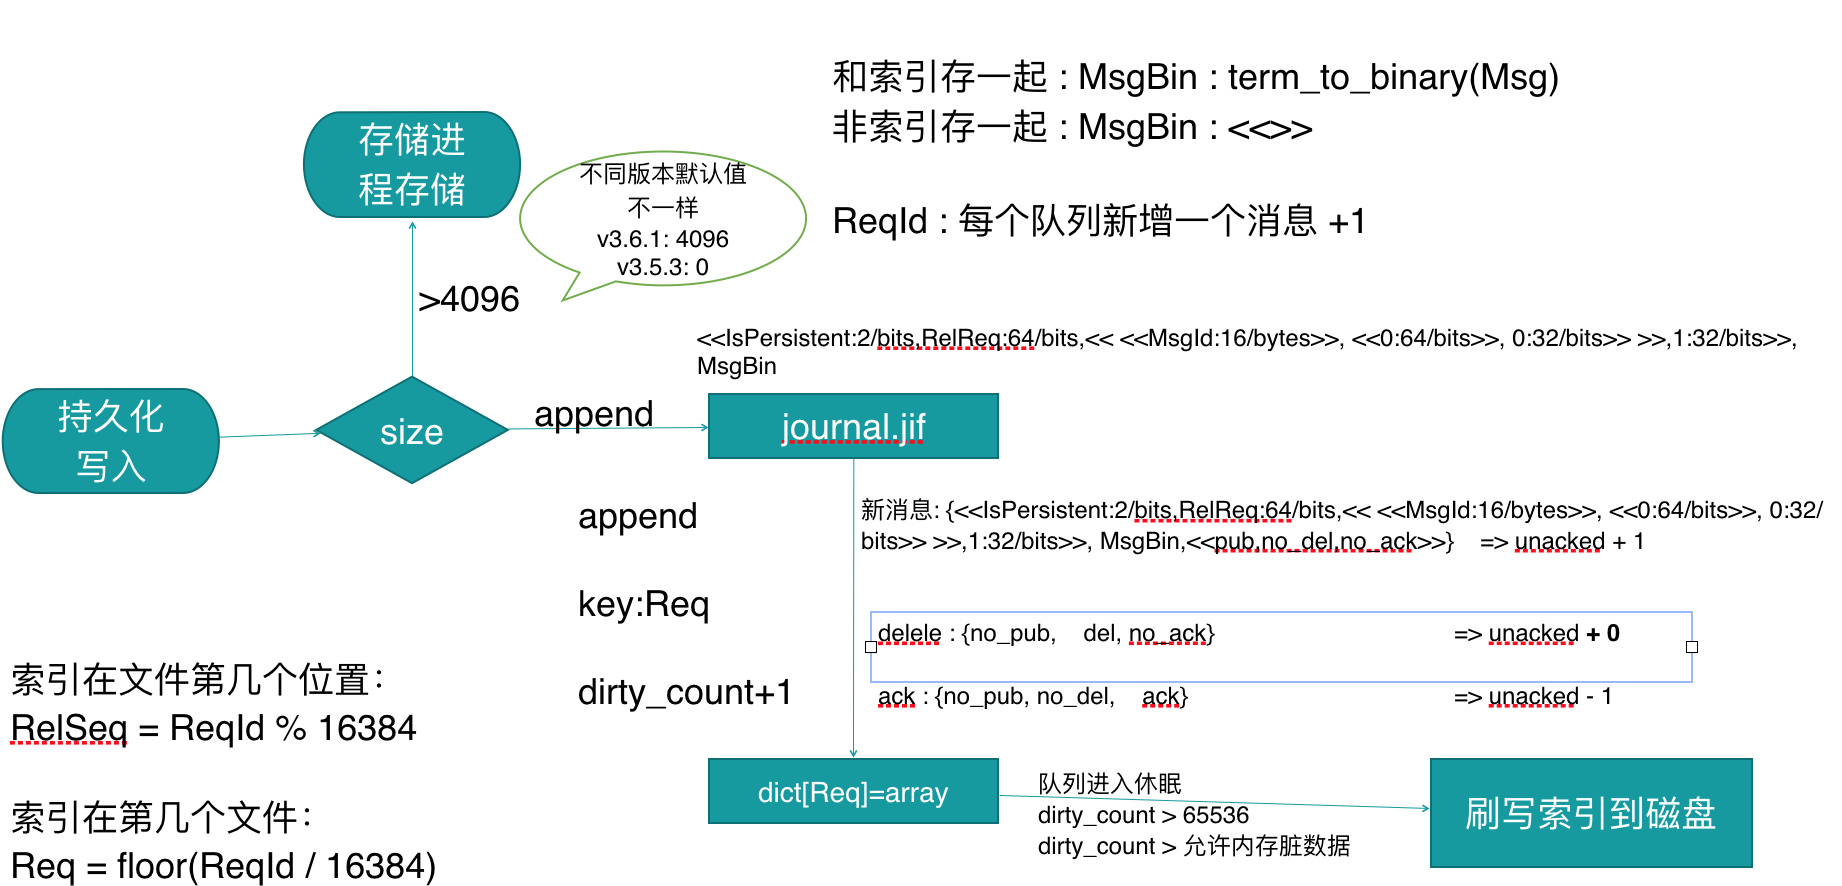 和索引存一起 : MsgBin : term_to_binary(Msg)
非索引存一起 : MsgBin : <<>>
ReqId : 每个队列新增一个消息 +1
存储进
程存储
不同版本默认值
不一样
v3.6.1: 4096
v3.5.3: 0
>4096
<<IsPersistent:2/bits,RelReq:64/bits,<< <<MsgId:16/bytes>>, <<0:64/bits>>, 0:32/bits>> >>,1:32/bits>>,
MsgBin
持久化
写入
size
append
journal.jif
append
key:Req
dirty_count+1
新消息: {<<IsPersistent:2/bits,RelReq:64/bits,<< <<MsgId:16/bytes>>, <<0:64/bits>>, 0:32/
bits>> >>,1:32/bits>>, MsgBin,<<pub,no_del,no_ack>>} => unacked + 1
delele : {no_pub, del, no_ack} => unacked + 0
ack : {no_pub, no_del, ack} => unacked - 1
索引在文件第几个位置：
RelSeq = ReqId % 16384
索引在第几个文件：
Req = floor(ReqId / 16384)
dict[Req]=array
队列进入休眠
dirty_count > 65536
dirty_count > 允许内存脏数据
刷写索引到磁盘